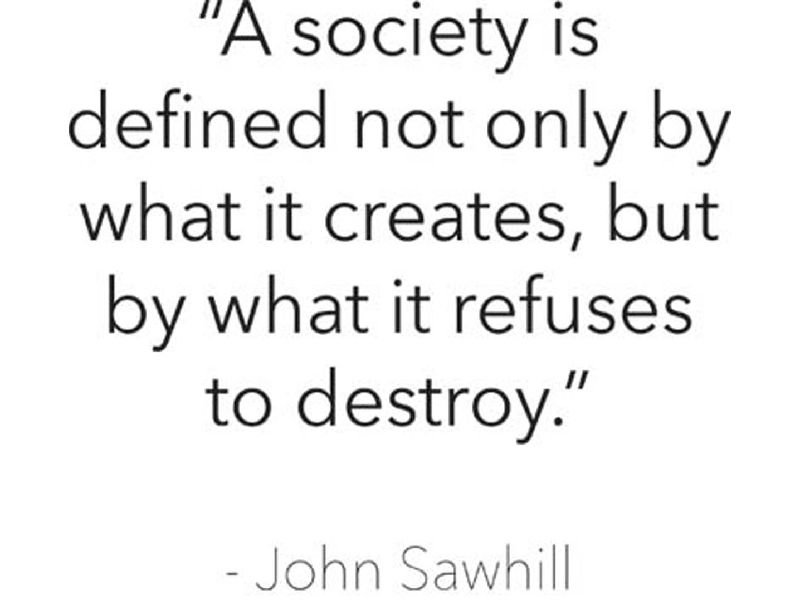 "A society is
defined not only by
what it creates, but
by what it refuses
to destroy."
- John Sawhill